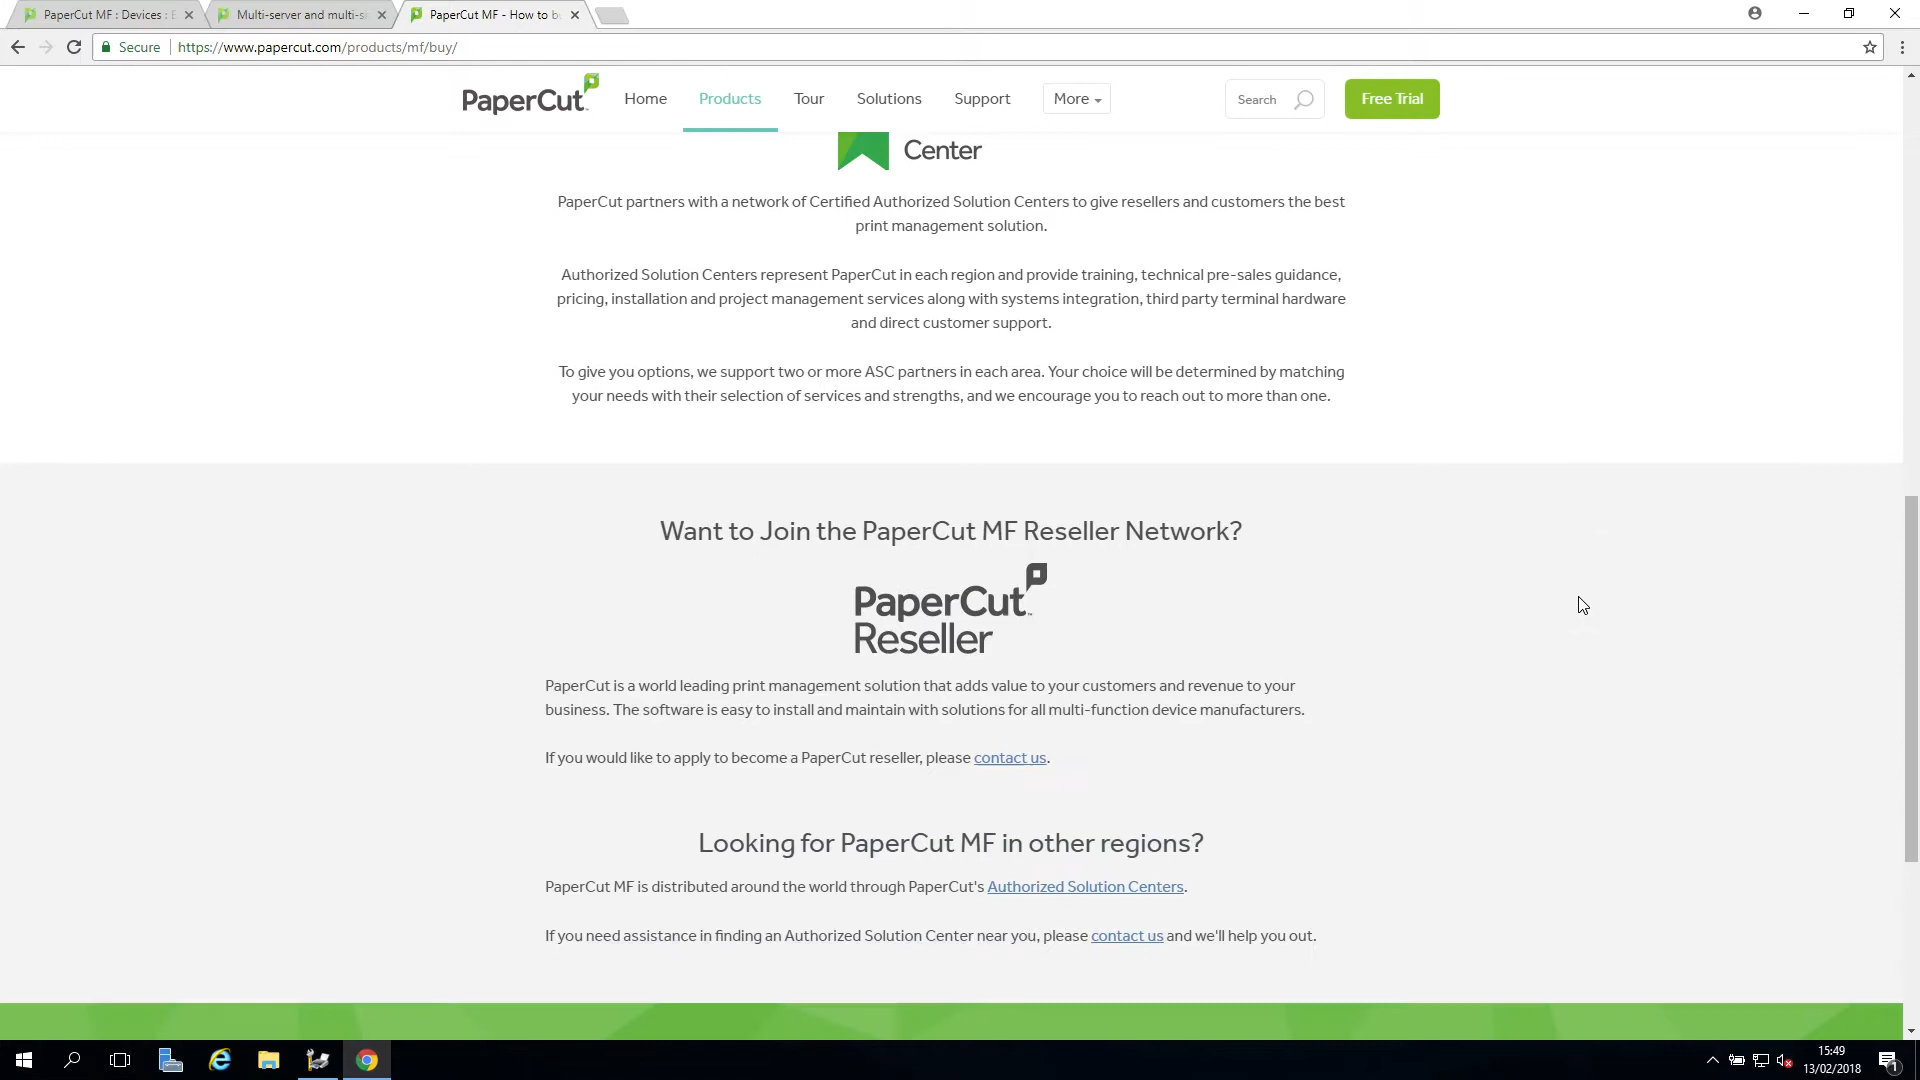 PaperCut MF : Devices : E
Multi-server and multi-s
PaperCut MF - How to b
Secure
https://www.papercut.com/products/mf/buy/
PaperCut
Home
Products
Tour
Solutions
Support
More
Search
Free Trial
Center
PaperCut partners with a network of Certified Authorized Solution Centers to give resellers and customers the best
print management solution.
Authorized Solution Centers represent PaperCut in each region and provide training, technical pre-sales guidance,
pricing, installation and project management services along with systems integration, third party terminal hardware
and direct customer support.
To give you options, we support two or more ASC partners in each area. Your choice will be determined by matching
your needs with their selection of services and strengths, and we encourage you to reach out to more than one.
Want to Join the PaperCut MF Reseller Network?
PaperCut™
Reseller
PaperCut is a world leading print management solution that adds value to your customers and revenue to your
business. The software is easy to install and maintain with solutions for all multi-function device manufacturers.
If you would like to apply to become a PaperCut reseller, please contact us.
Looking for PaperCut MF in other regions?
PaperCut MF is distributed around the world through PaperCut's Authorized Solution Centers.
If you need assistance in finding an Authorized Solution Center near you, please contact us and we'll help you out.
15:49
13/02/2018
1